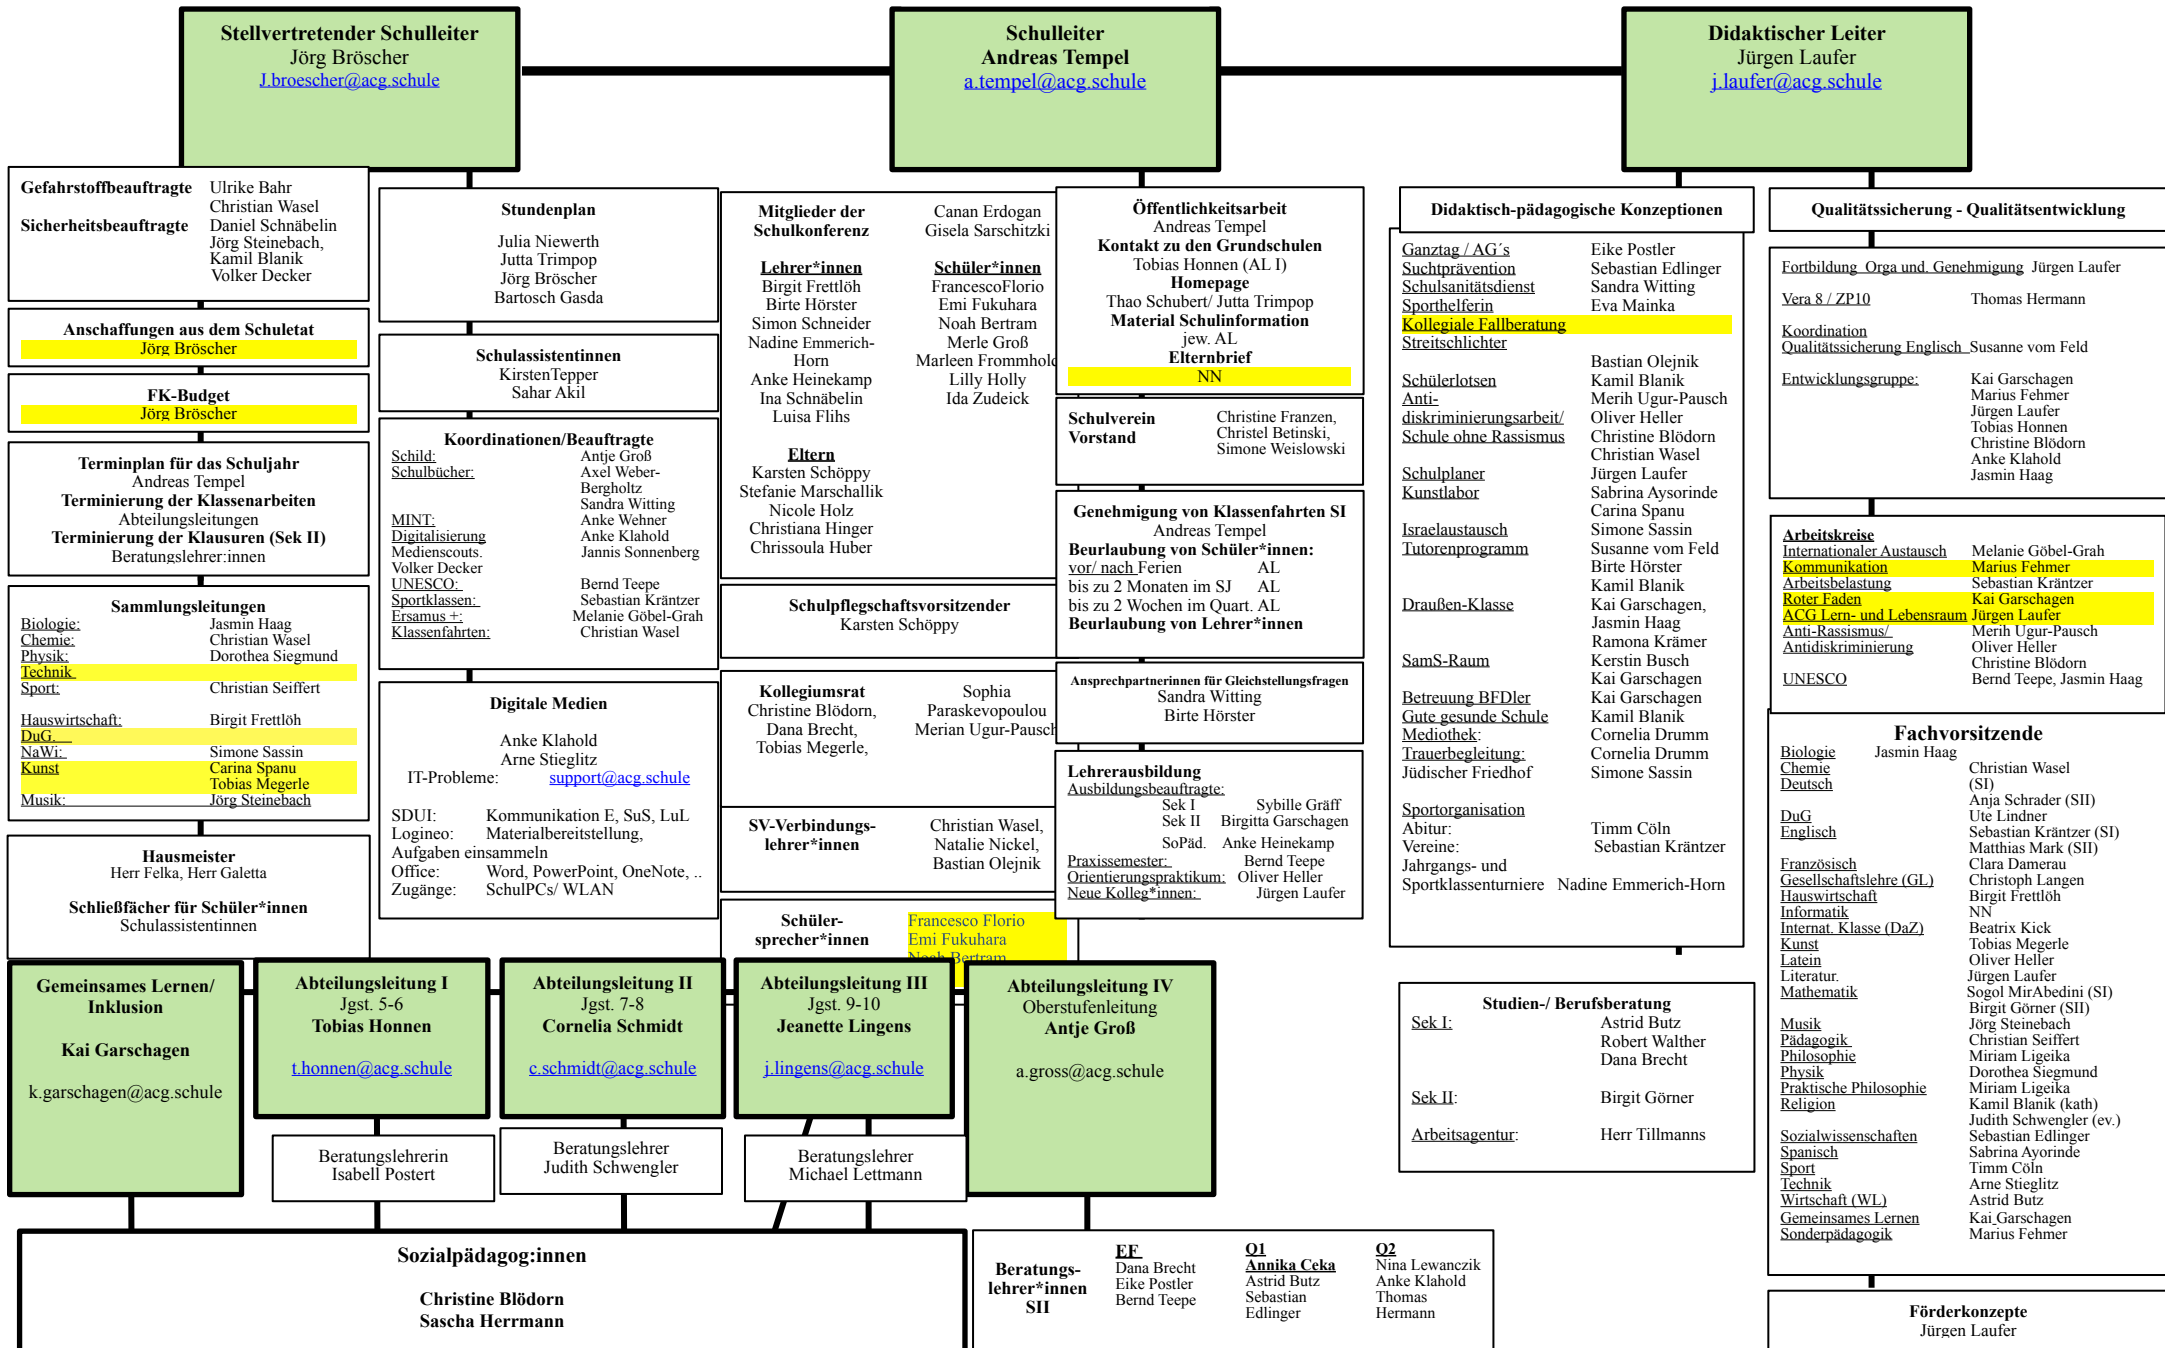 Stellvertretender Schulleiter
Jörg Bröscher
J.broescher@acg.schule
Schulleiter
Andreas Tempel
a.tempel@acg.schule
Didaktischer Leiter
Jürgen Laufer
j.laufer@acg.schule
Gefahrstoffbeauftragte Ulrike Bahr
Christian Wasel
Sicherheitsbeauftragte Daniel Schnäbelin
Jörg Steinebach,
Kamil Blanik
Volker Decker
Anschaffungen aus dem Schuletat
Jörg Bröscher
FK-Budget
Jörg Bröscher
Terminplan für das Schuljahr
Andreas Tempel
Terminierung der Klassenarbeiten
Abteilungsleitungen
Terminierung der Klausuren (Sek II)
Beratungslehrer:innen
Sammlungsleitungen
Biologie: Jasmin Haag
Chemie: Christian Wasel
Physik: Dorothea Siegmund
Technik
Sport: Christian Seiffert
Hauswirtschaft: Birgit Frettlöh
DuG.
NaWi: Simone Sassin
Kunst Carina Spanu
Tobias Megerle
Musik: Jörg Steinebach
Hausmeister
Herr Felka, Herr Galetta
Schließfächer für Schüler*innen
Schulassistentinnen
Stundenplan
Julia Niewerth
Jutta Trimpop
Jörg Bröscher
Bartosch Gasda
Schulassistentinnen
KirstenTepper
Sahar Akil
Koordinationen/Beauftragte
Schild: Antje Groß
Schulbücher: Axel Weber-
Bergholtz
Sandra Witting
MINT: Anke Wehner
Digitalisierung Anke Klahold
Medienscouts. Jannis Sonnenberg
Volker Decker
UNESCO: Bernd Teepe
Sportklassen: Sebastian Kräntzer
Ersamus +: Melanie Göbel-Grah
Klassenfahrten: Christian Wasel
Digitale Medien
Anke Klahold
Arne Stieglitz
IT-Probleme: support@acg.schule
SDUI: Kommunikation E, SuS, LuL
Logineo: Materialbereitstellung,
Aufgaben einsammeln
Office: Word, PowerPoint, OneNote, ..
Zugänge: SchulPCs/ WLAN
Mitglieder der Canan Erdogan
Schulkonferenz Gisela Sarschitzki
Lehrer*innen Schüler*innen
Birgit Frettlöh FrancescoFlorio
Birte Hörster Emi Fukuhara
Simon Schneider Noah Bertram
Nadine Emmerich- Merle Groß
Horn Marleen Frommhold
Anke Heinekamp Lilly Holly
Ina Schnäbelin Ida Zudeick
Luisa Flihs
Eltern
Karsten Schöppy
Stefanie Marschallik
Nicole Holz
Christiana Hinger
Chrissoula Huber
Schulpflegschaftsvorsitzender
Karsten Schöppy
Kollegiumsrat Sophia
Christine Blödorn, Paraskevopoulou
Dana Brecht, Merian Ugur-Pausch
Tobias Megerle,
SV-Verbindungs- Christian Wasel,
lehrer*innen Natalie Nickel,
Bastian Olejnik
Schüler- Francesco Florio
sprecher*innen Emi Fukuhara
Noah Bertram
Öffentlichkeitsarbeit
Andreas Tempel
Kontakt zu den Grundschulen
Tobias Honnen (AL I)
Homepage
Thao Schubert/ Jutta Trimpop
Material Schulinformation
jew. AL
Elternbrief
NN
Schulverein Christine Franzen,
Vorstand Christel Betinski,
Simone Weislowski
Genehmigung von Klassenfahrten SI
Andreas Tempel
Beurlaubung von Schüler*innen:
vor/ nach Ferien AL
bis zu 2 Monaten im SJ AL
bis zu 2 Wochen im Quart. AL
Beurlaubung von Lehrer*innen
Ansprechpartnerinnen für Gleichstellungsfragen
Sandra Witting
Birte Hörster
Lehrerausbildung
Ausbildungsbeauftragte:
Sek I Sybille Gräff
Sek II Birgitta Garschagen
SoPäd. Anke Heinekamp
Praxissemester: Bernd Teepe
Orientierungspraktikum: Oliver Heller
Neue Kolleg*innen: Jürgen Laufer
Didaktisch-pädagogische Konzeptionen
Ganztag / AG´s Eike Postler
Suchtprävention Sebastian Edlinger
Schulsanitätsdienst Sandra Witting
Sporthelferin Eva Mainka
Kollegiale Fallberatung
Streitschlichter
Bastian Olejnik
Schülerlotsen Kamil Blanik
Anti- Merih Ugur-Pausch
diskriminierungsarbeit/ Oliver Heller
Schule ohne Rassismus Christine Blödorn
Christian Wasel
Schulplaner Jürgen Laufer
Kunstlabor Sabrina Aysorinde
Carina Spanu
Israelaustausch Simone Sassin
Tutorenprogramm Susanne vom Feld
Birte Hörster
Kamil Blanik
Draußen-Klasse Kai Garschagen,
Jasmin Haag
Ramona Krämer
SamS-Raum Kerstin Busch
Kai Garschagen
Betreuung BFDler Kai Garschagen
Gute gesunde Schule Kamil Blanik
Mediothek: Cornelia Drumm
Trauerbegleitung: Cornelia Drumm
Jüdischer Friedhof Simone Sassin
Sportorganisation
Abitur: Timm Cöln
Vereine: Sebastian Kräntzer
Jahrgangs- und
Sportklassenturniere Nadine Emmerich-Horn
Studien-/ Berufsberatung
Sek I: Astrid Butz
Robert Walther
Dana Brecht
Sek II: Birgit Görner
Arbeitsagentur: Herr Tillmanns
Qualitätssicherung - Qualitätsentwicklung
Fortbildung Orga und. Genehmigung Jürgen Laufer
Vera 8 / ZP10 Thomas Hermann
Koordination
Qualitätssicherung Englisch Susanne vom Feld
Entwicklungsgruppe: Kai Garschagen
Marius Fehmer
Jürgen Laufer
Tobias Honnen
Christine Blödorn
Anke Klahold
Jasmin Haag
Arbeitskreise
Internationaler Austausch Melanie Göbel-Grah
Kommunikation Marius Fehmer
Arbeitsbelastung Sebastian Kräntzer
Roter Faden Kai Garschagen
ACG Lern- und Lebensraum Jürgen Laufer
Anti-Rassismus/ Merih Ugur-Pausch
Antidiskriminierung Oliver Heller
Christine Blödorn
UNESCO Bernd Teepe, Jasmin Haag
Fachvorsitzende
Biologie Jasmin Haag
Chemie Christian Wasel
Deutsch (SI)
Anja Schrader (SII)
DuG Ute Lindner
Englisch Sebastian Kräntzer (SI)
Matthias Mark (SII)
Französisch Clara Damerau
Gesellschaftslehre (GL) Christoph Langen
Hauswirtschaft Birgit Frettlöh
Informatik NN
Internat. Klasse (DaZ) Beatrix Kick
Kunst Tobias Megerle
Latein Oliver Heller
Literatur. Jürgen Laufer
Mathematik Sogol MirAbedini (SI)
Birgit Görner (SII)
Musik Jörg Steinebach
Pädagogik Christian Seiffert
Philosophie Miriam Ligeika
Physik Dorothea Siegmund
Praktische Philosophie Miriam Ligeika
Religion Kamil Blanik (kath)
Judith Schwengler (ev.)
Sozialwissenschaften Sebastian Edlinger
Spanisch Sabrina Ayorinde
Sport Timm Cöln
Technik Arne Stieglitz
Wirtschaft (WL) Astrid Butz
Gemeinsames Lernen Kai Garschagen
Sonderpädagogik Marius Fehmer
Förderkonzepte
Jürgen Laufer
Gemeinsames Lernen/
Inklusion
Kai Garschagen
k.garschagen@acg.schule
Abteilungsleitung I
Jgst. 5-6
Tobias Honnen
t.honnen@acg.schule
Abteilungsleitung II
Jgst. 7-8
Cornelia Schmidt
c.schmidt@acg.schule
Abteilungsleitung III
Jgst. 9-10
Jeanette Lingens
j.lingens@acg.schule
Abteilungsleitung IV
Oberstufenleitung
Antje Groß
a.gross@acg.schule
Beratungslehrerin
Isabell Postert
Beratungslehrer
Judith Schwengler
Beratungslehrer
Michael Lettmann
Sozialpädagog:innen
Christine Blödorn
Sascha Herrmann
Beratungs-
lehrer*innen
SII
EF
Dana Brecht
Eike Postler
Bernd Teepe
Q1
Annika Ceka
Astrid Butz
Sebastian
Edlinger
Q2
Nina Lewanczik
Anke Klahold
Thomas
Hermann